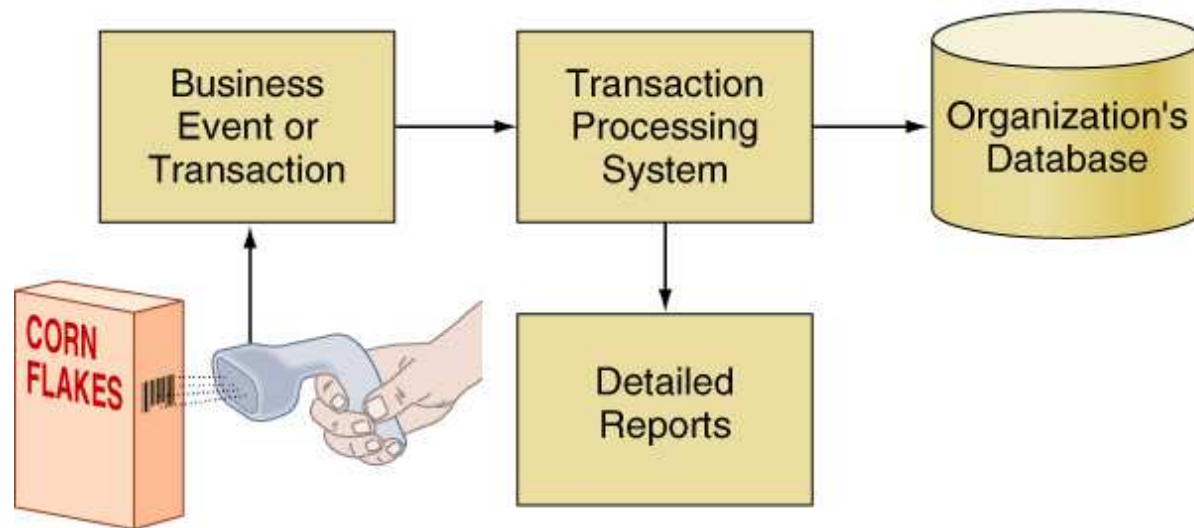 Business
Event or
Transaction
Transaction
Processing
System
Organization's
Database
CORN
FLAKES
Detailed
Reports